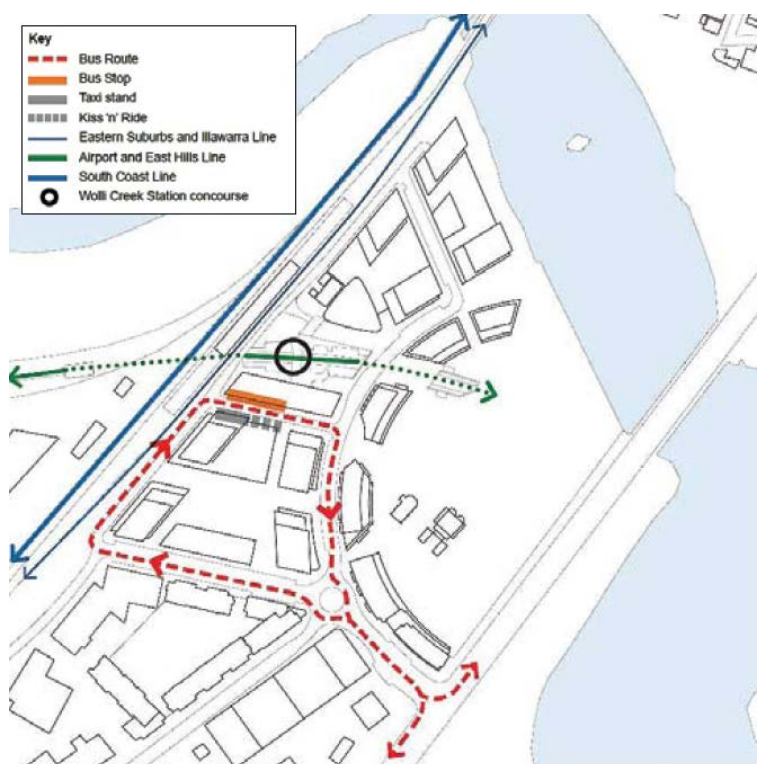 Key
Bus Route
Bus Stop
Taxi stand
Kiss 'n' Ride
Eastern Suburbs and Illawarra Line
Airport and East Hills Line
South Coast Line
Wolli Creek Station concourse